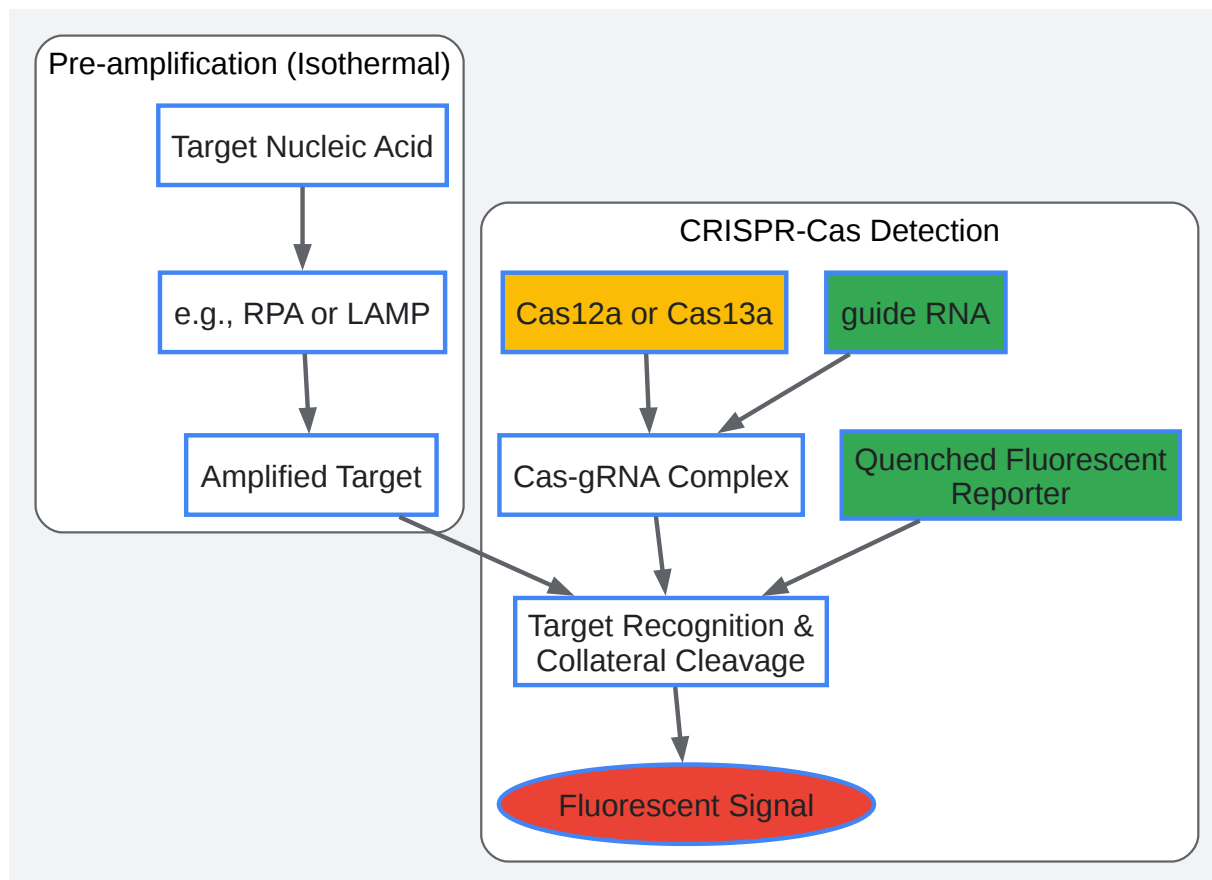 Pre-amplification (Isothermal)
Target Nucleic Acid
e.g., RPA or LAMP
Amplified Target
CRISPR-Cas Detection
Cas12a or Cas13a
guide RNA
Cas-gRNA Complex
Quenched Fluorescent
Reporter
Target Recognition &
Collateral Cleavage
Fluorescent Signal